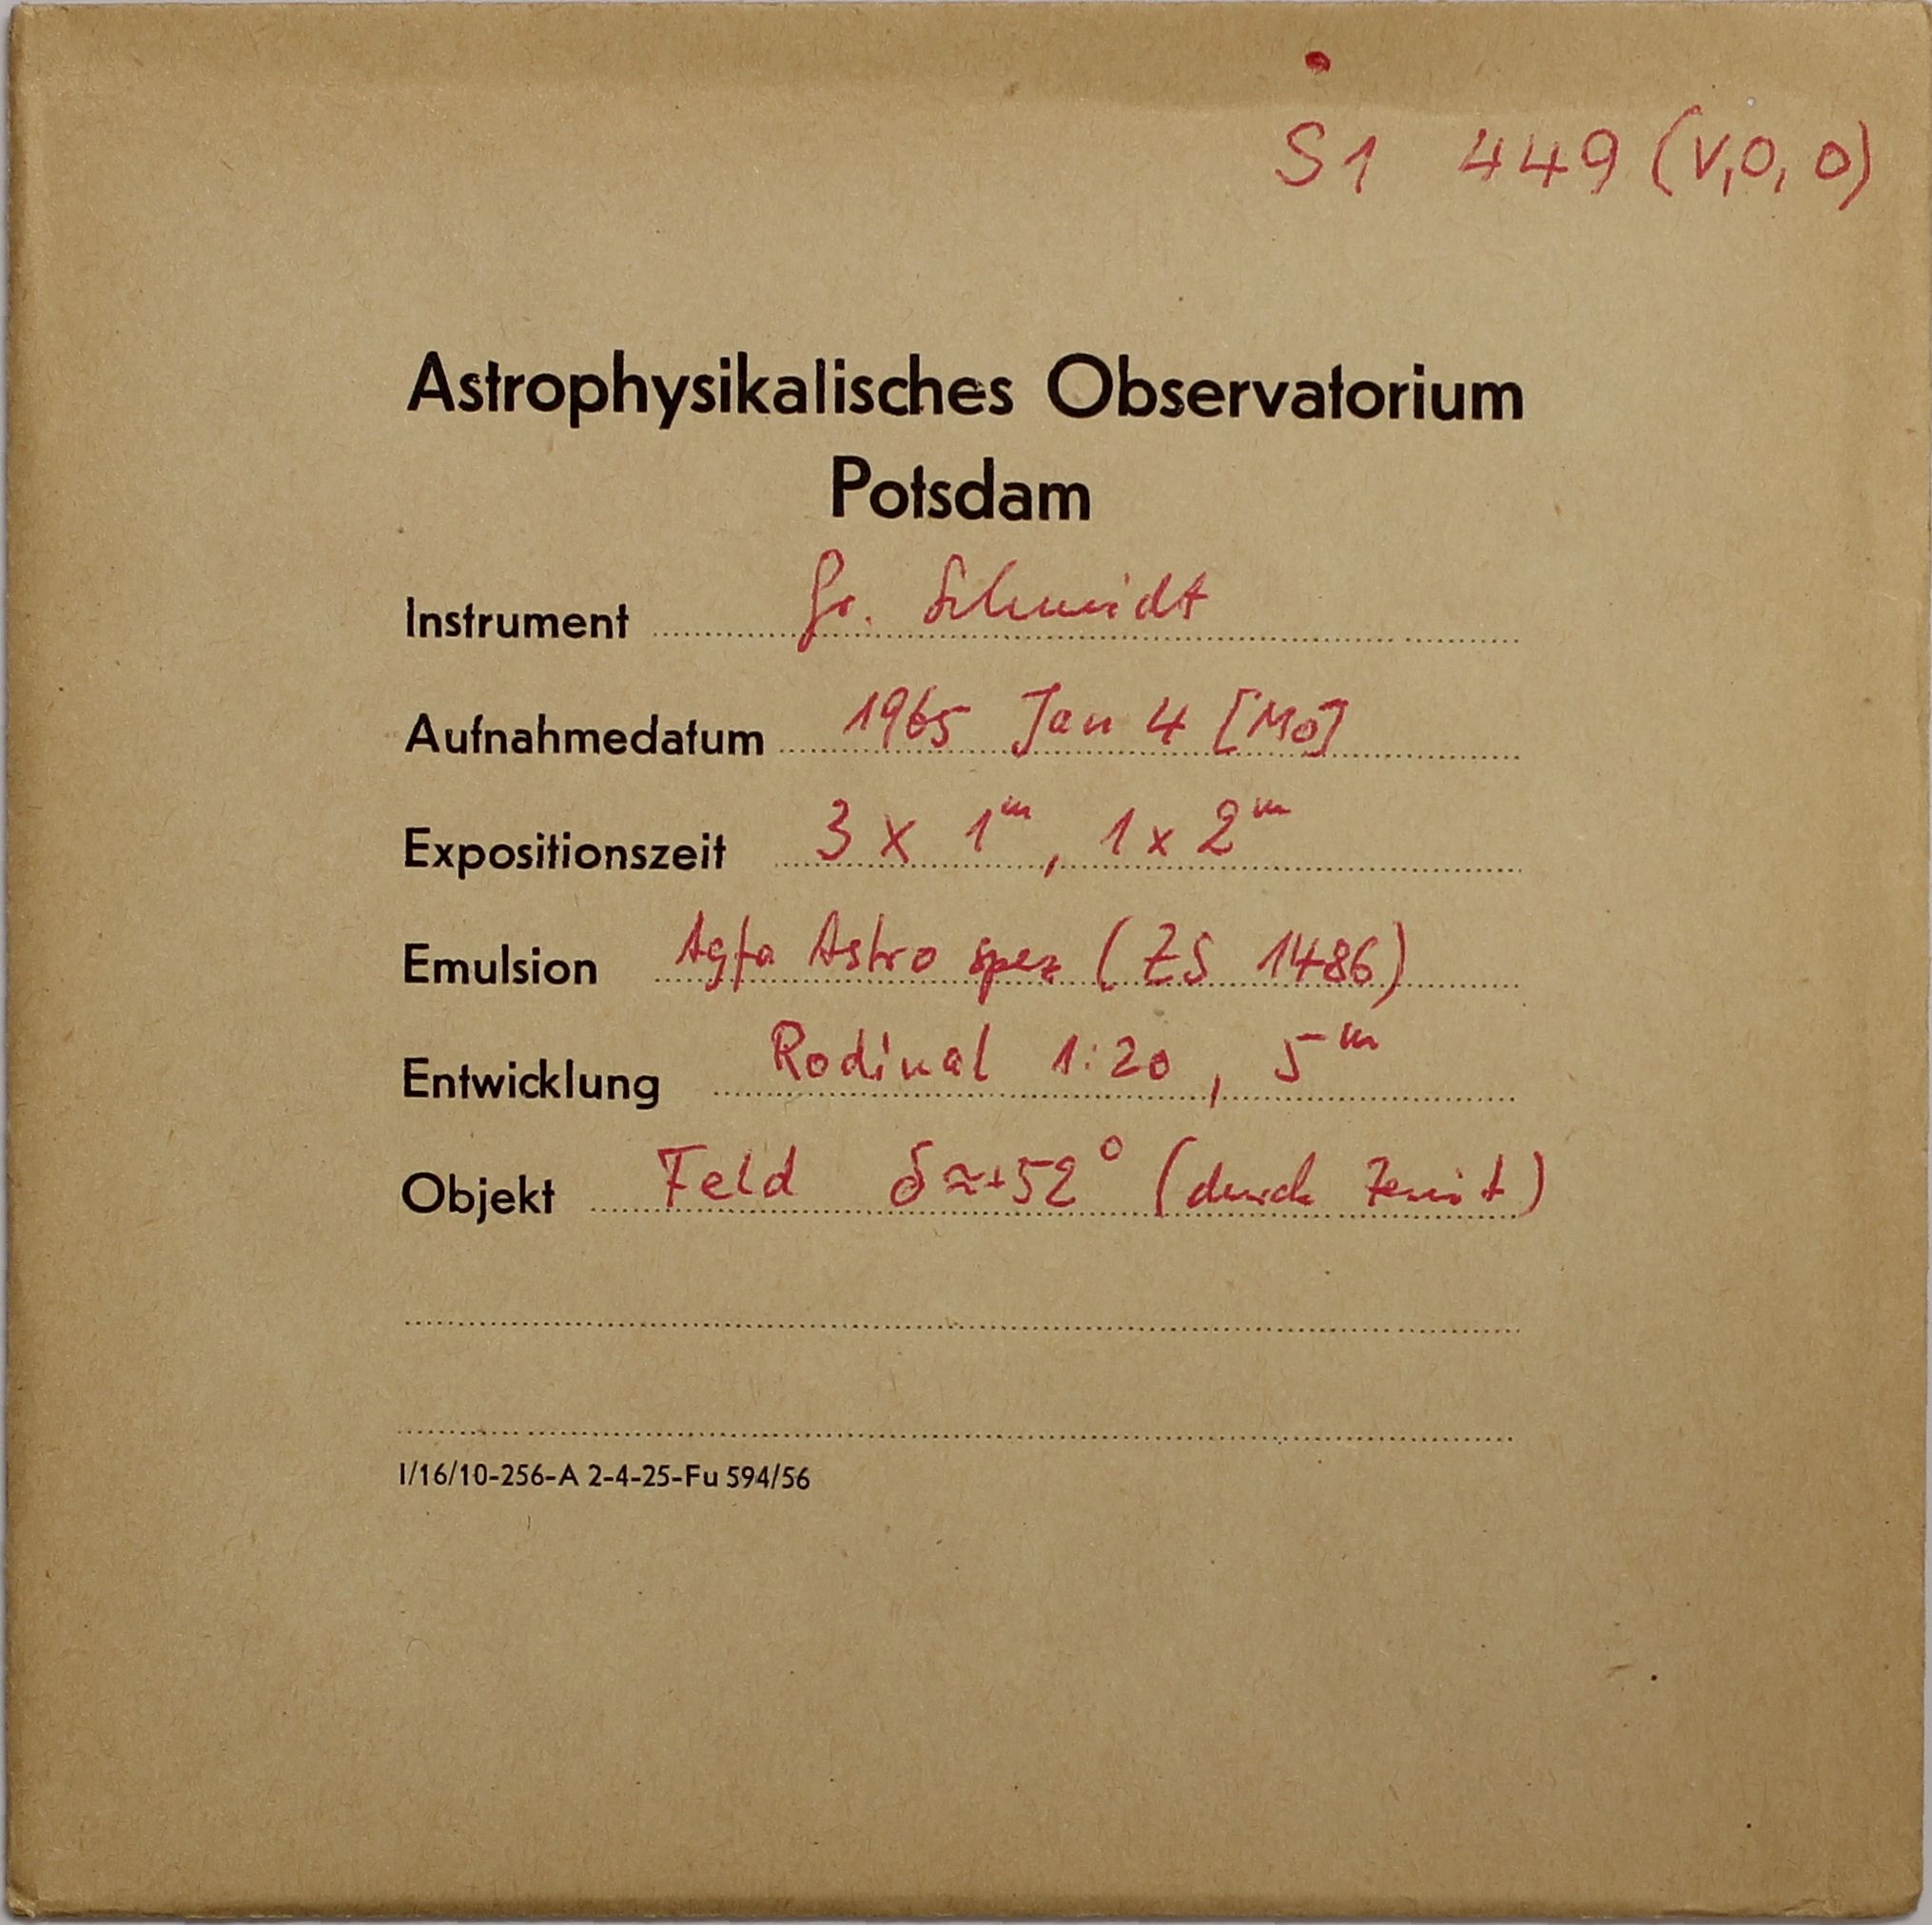 S1 449 (V, O, O)
Astrophysikalisches Observatorium
Potsdam
Instrument Gr. Schmidt
Aufnahmedatum 1965 Jan 4 [Mo]
Expositionszeit 3 x 1ᵐ, 1 x 2ᵐ
Emulsion Agfa Astro spez (ZS 1486)
Entwicklung Rodinal 1:20, 5ᵐ
Objekt Feld δ≈+52° (durch Zenit)
I/16/10-256-A 2-4-25-Fu 594/56